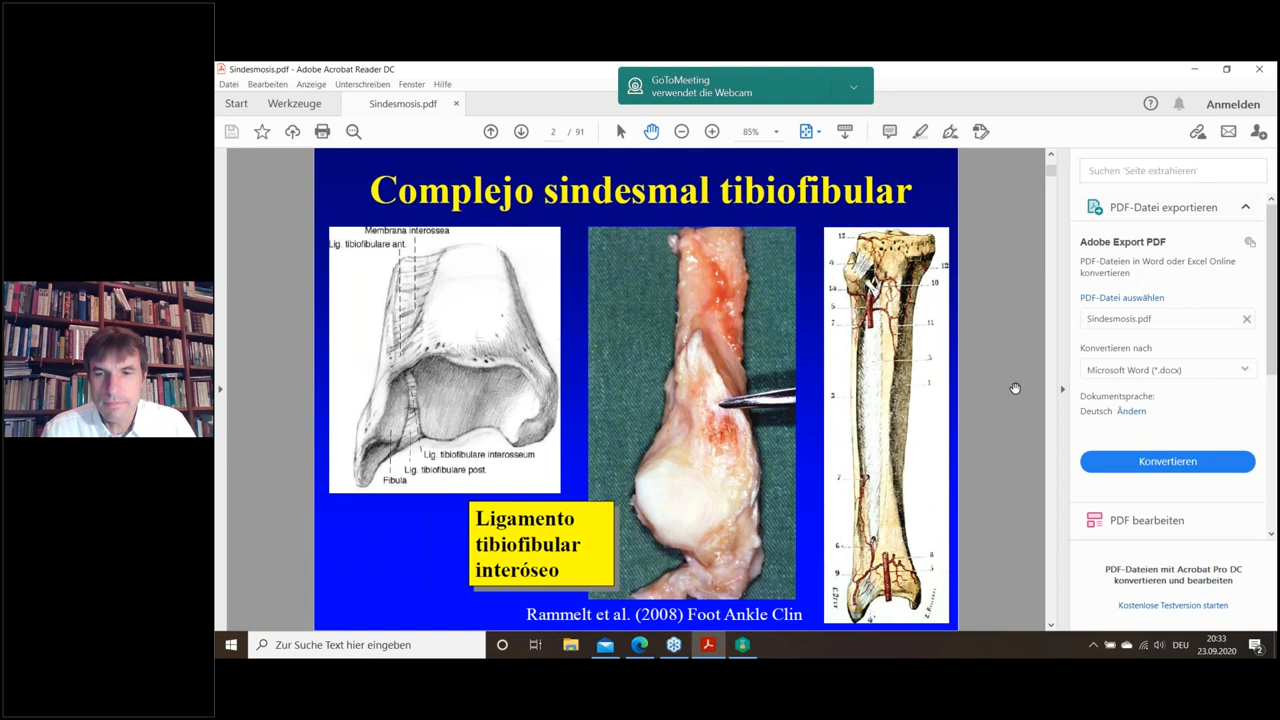 Sindesmosis.pdf - Adobe Acrobat Reader DC
GoToMeeting
verwendet die Webcam
Datei Bearbeiten Anzeige Unterschreiben Fenster Hilfe
Start Werkzeuge Sindesmosis.pdf Anmelden
2 / 91 85%
Complejo sindesmal tibiofibular
Membrana interossea
Lig. tibiofibulare ant.
Lig. tibiofibulare interosseum
Lig. tibiofibulare post.
Fibula
Ligamento
tibiofibular
interóseo
Rammelt et al. (2008) Foot Ankle Clin
Suchen 'Seite extrahieren'
PDF-Datei exportieren
Adobe Export PDF
PDF-Dateien in Word oder Excel Online
konvertieren
PDF-Datei auswählen
Sindesmosis.pdf
Konvertieren nach
Microsoft Word (*.docx)
Dokumentsprache:
Deutsch Ändern
Konvertieren
PDF bearbeiten
PDF-Dateien mit Acrobat Pro DC
konvertieren und bearbeiten
Kostenlose Testversion starten
Zur Suche Text hier eingeben
DEU
20:33
23.09.2020
2